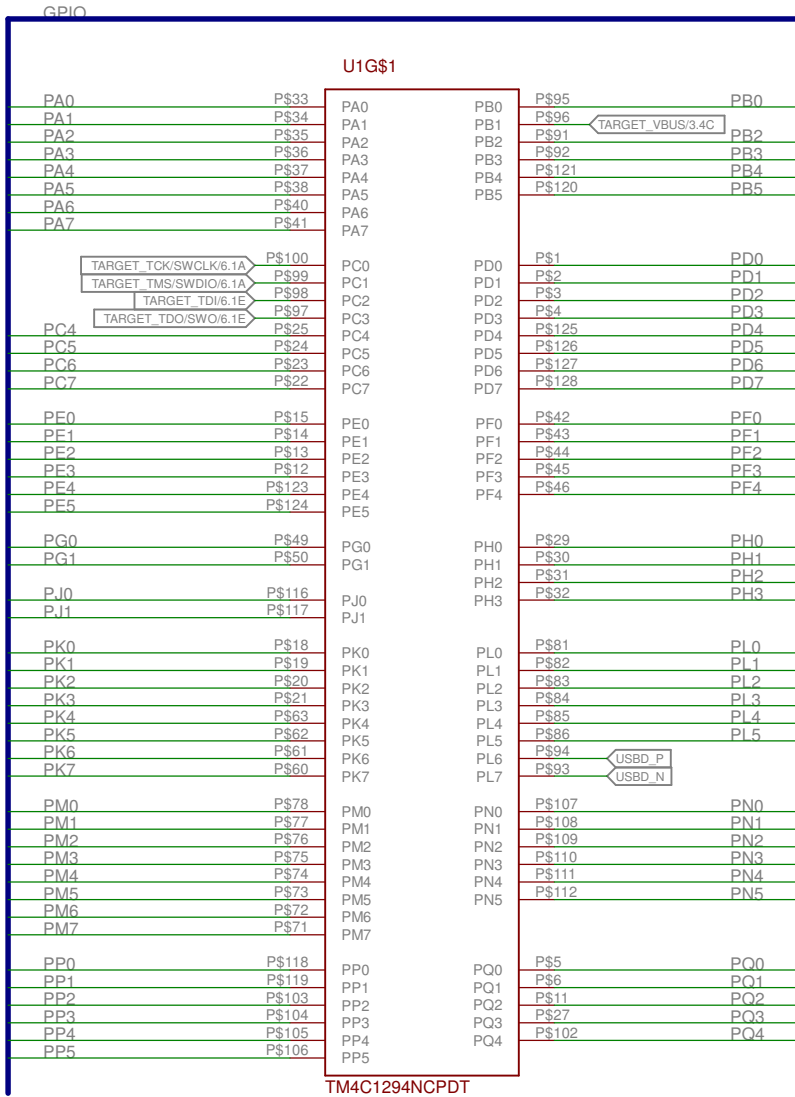 GPIO
U1G$1
PA0 P$33 PA0 PB0 P$95 PB0
PA1 P$34 PA1 PB1 P$96 TARGET_VBUS/3.4C
PA2 P$35 PA2 PB2 P$91 PB2
PA3 P$36 PA3 PB3 P$92 PB3
PA4 P$37 PA4 PB4 P$121 PB4
PA5 P$38 PA5 PB5 P$120 PB5
PA6 P$40 PA6
PA7 P$41 PA7
TARGET_TCK/SWCLK/6.1A P$100 PC0 PD0 P$1 PD0
TARGET_TMS/SWDIO/6.1A P$99 PC1 PD1 P$2 PD1
TARGET_TDI/6.1E P$98 PC2 PD2 P$3 PD2
TARGET_TDO/SWO/6.1E P$97 PC3 PD3 P$4 PD3
PC4 P$25 PC4 PD4 P$125 PD4
PC5 P$24 PC5 PD5 P$126 PD5
PC6 P$23 PC6 PD6 P$127 PD6
PC7 P$22 PC7 PD7 P$128 PD7
PE0 P$15 PE0 PF0 P$42 PF0
PE1 P$14 PE1 PF1 P$43 PF1
PE2 P$13 PE2 PF2 P$44 PF2
PE3 P$12 PE3 PF3 P$45 PF3
PE4 P$123 PE4 PF4 P$46 PF4
PE5 P$124 PE5
PG0 P$49 PG0 PH0 P$29 PH0
PG1 P$50 PG1 PH1 P$30 PH1
PH2 P$31 PH2
PJ0 P$116 PJ0 PH3 P$32 PH3
PJ1 P$117 PJ1
PK0 P$18 PK0 PL0 P$81 PL0
PK1 P$19 PK1 PL1 P$82 PL1
PK2 P$20 PK2 PL2 P$83 PL2
PK3 P$21 PK3 PL3 P$84 PL3
PK4 P$63 PK4 PL4 P$85 PL4
PK5 P$62 PK5 PL5 P$86 PL5
PK6 P$61 PK6 PL6 P$94 USBD_P
PK7 P$60 PK7 PL7 P$93 USBD_N
PM0 P$78 PM0 PN0 P$107 PN0
PM1 P$77 PM1 PN1 P$108 PN1
PM2 P$76 PM2 PN2 P$109 PN2
PM3 P$75 PM3 PN3 P$110 PN3
PM4 P$74 PM4 PN4 P$111 PN4
PM5 P$73 PM5 PN5 P$112 PN5
PM6 P$72 PM6
PM7 P$71 PM7
PP0 P$118 PP0 PQ0 P$5 PQ0
PP1 P$119 PP1 PQ1 P$6 PQ1
PP2 P$103 PP2 PQ2 P$11 PQ2
PP3 P$104 PP3 PQ3 P$27 PQ3
PP4 P$105 PP4 PQ4 P$102 PQ4
PP5 P$106 PP5
TM4C1294NCPDT